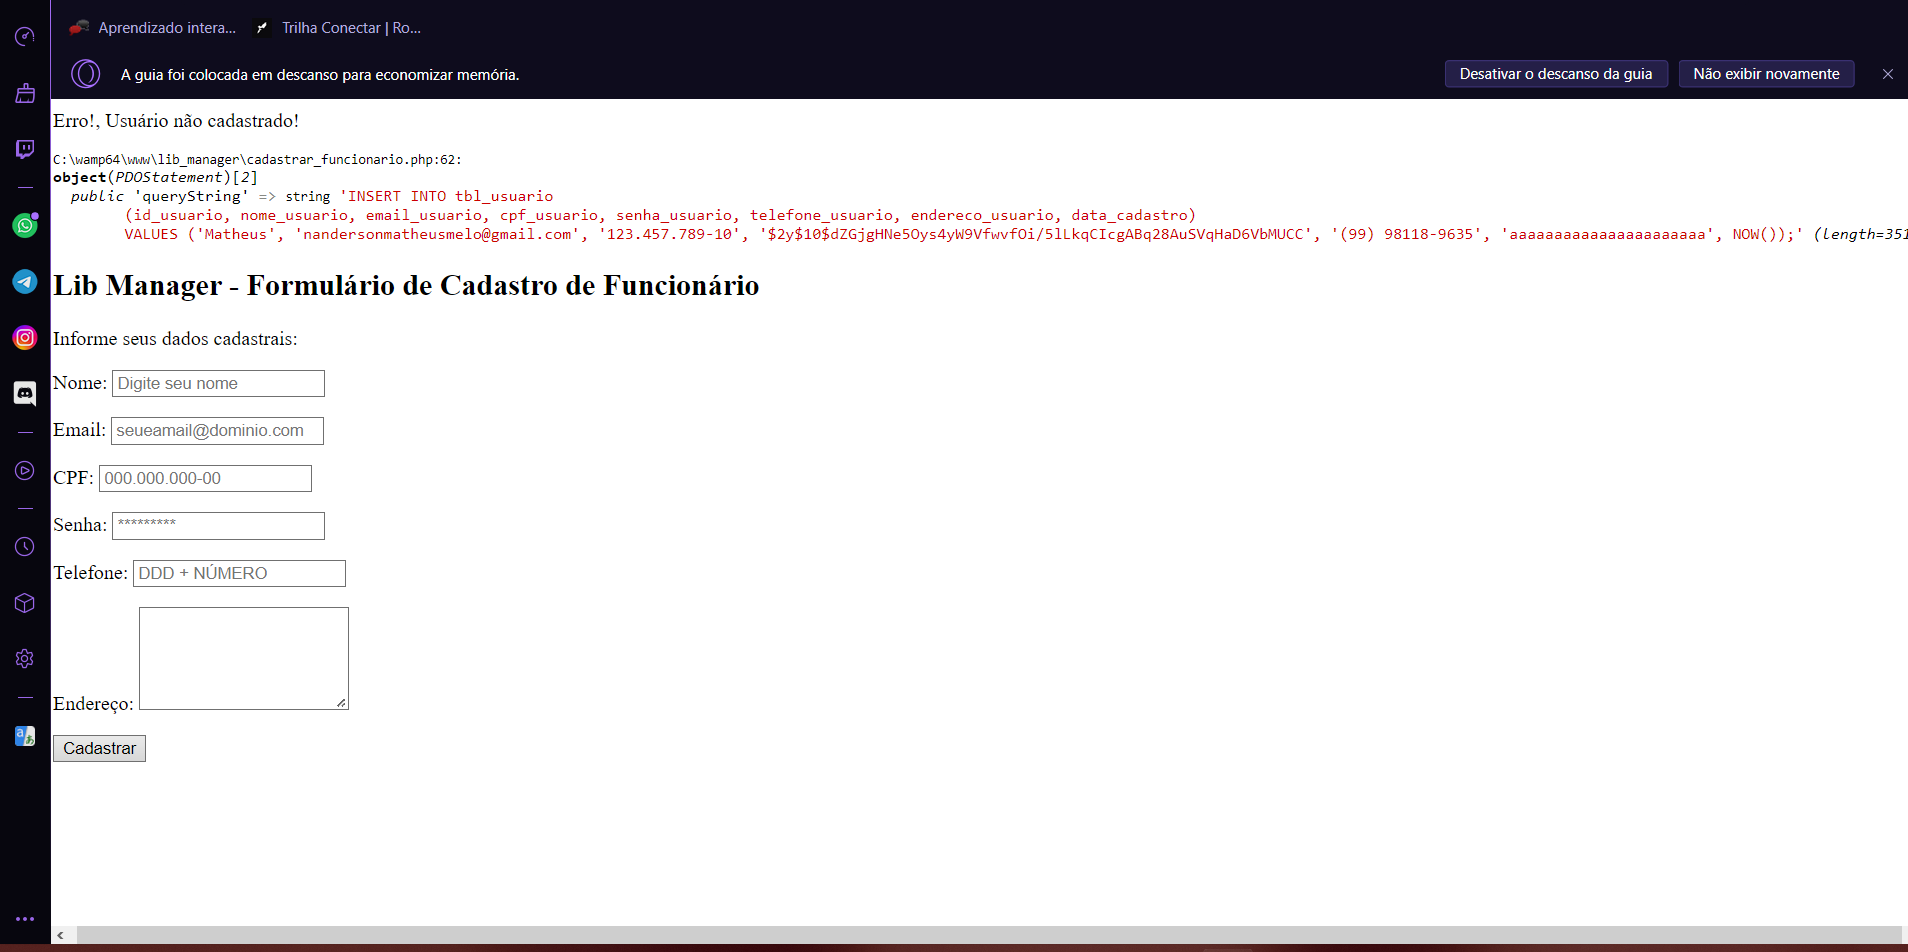 Aprendizado intera... Trilha Conectar | Ro...
A guia foi colocada em descanso para economizar memória. Desativar o descanso da guia Não exibir novamente
Erro!, Usuário não cadastrado!
C:\wamp64\www\lib_manager\cadastrar_funcionario.php:62:
object(PDOStatement)[2]
public 'queryString' => string 'INSERT INTO tbl_usuario
(id_usuario, nome_usuario, email_usuario, cpf_usuario, senha_usuario, telefone_usuario, endereco_usuario, data_cadastro)
VALUES ('Matheus', 'nandersonmatheusmelo@gmail.com', '123.457.789-10', '$2y$10$dZGjgHNe5Oys4yW9VfwvfOi/5lLkqCIcgABq28AuSVqHaD6VbMUCC', '(99) 98118-9635', 'aaaaaaaaaaaaaaaaaaaaaa', NOW());' (length=351
Lib Manager - Formulário de Cadastro de Funcionário
Informe seus dados cadastrais:
Nome: Digite seu nome
Email: seueamail@dominio.com
CPF: 000.000.000-00
Senha: *********
Telefone: DDD + NÚMERO
Endereço:
Cadastrar